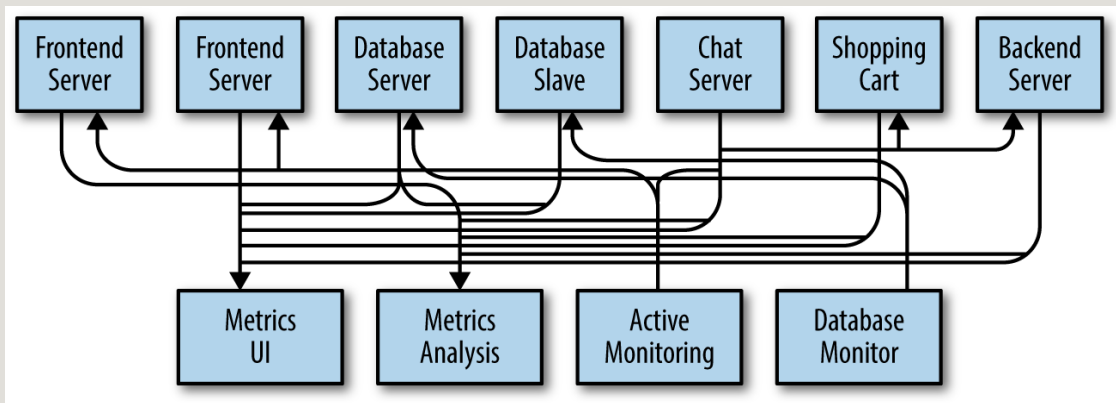 Frontend
Server
Frontend
Server
Database
Server
Database
Slave
Chat
Server
Shopping
Cart
Backend
Server
Metrics
UI
Metrics
Analysis
Active
Monitoring
Database
Monitor